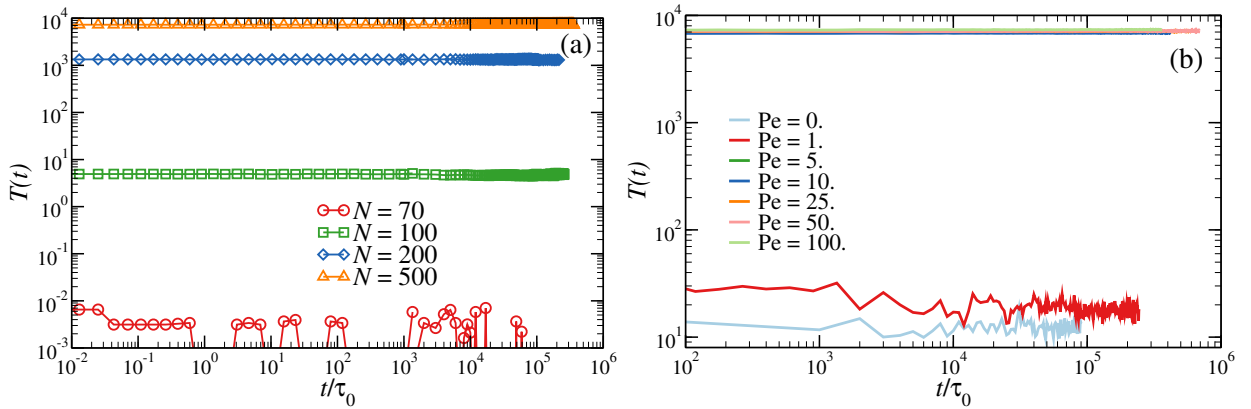 10^4
10^3
10^2
10^1
10^0
10^-1
10^-2
10^-3
T(t)
(a)
N = 70
N = 100
N = 200
N = 500
10^-2 10^-1 10^0 10^1 10^2 10^3 10^4 10^5 10^6
t/τ_0
10^4
10^3
10^2
10^1
T(t)
(b)
Pe = 0.
Pe = 1.
Pe = 5.
Pe = 10.
Pe = 25.
Pe = 50.
Pe = 100.
10^2 10^3 10^4 10^5 10^6
t/τ_0